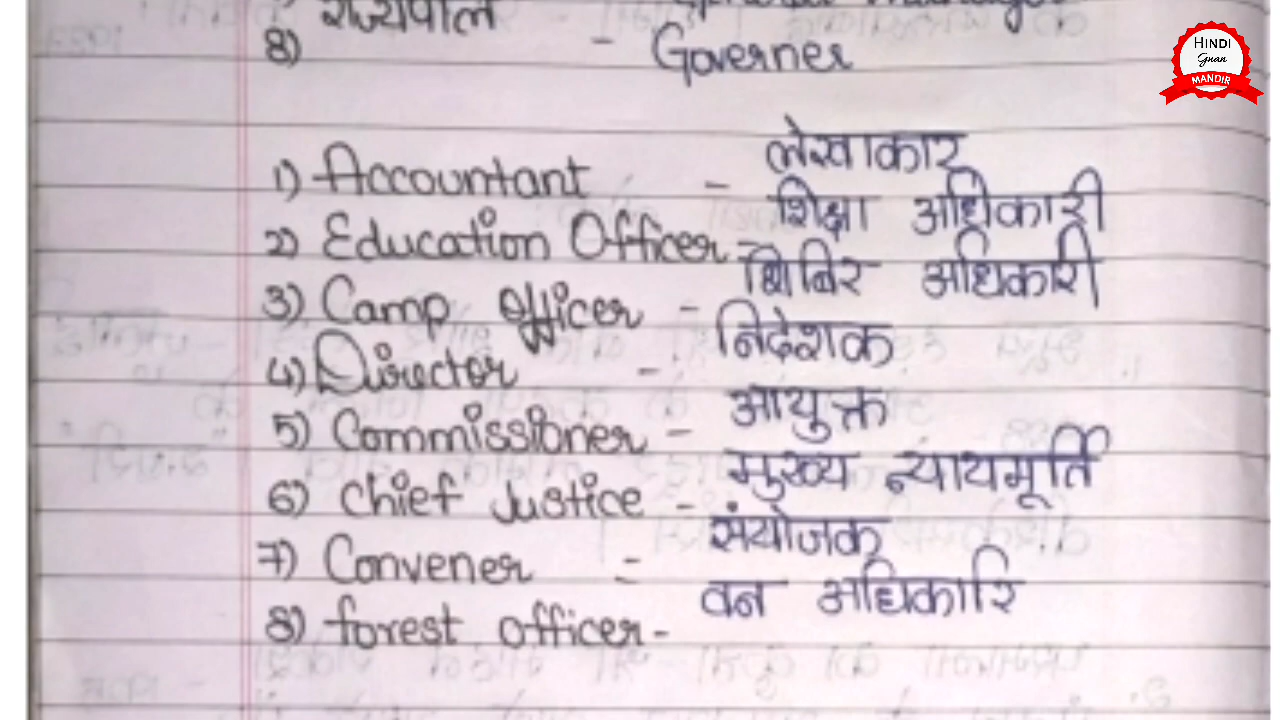 राज्यपाल
8) - Governer
1) Accountant - लेखाकार
2) Education Officer - शिक्षा अधिकारी
3) Camp officer - शिबिर अधिकारी
4) Director - निदेशक
5) Commissioner - आयुक्त
6) Chief Justice - मुख्य न्यायमूर्ति
7) Convener - संयोजक
8) forest officer - वन अधिकारि
HINDI
Gnan
MANDIR